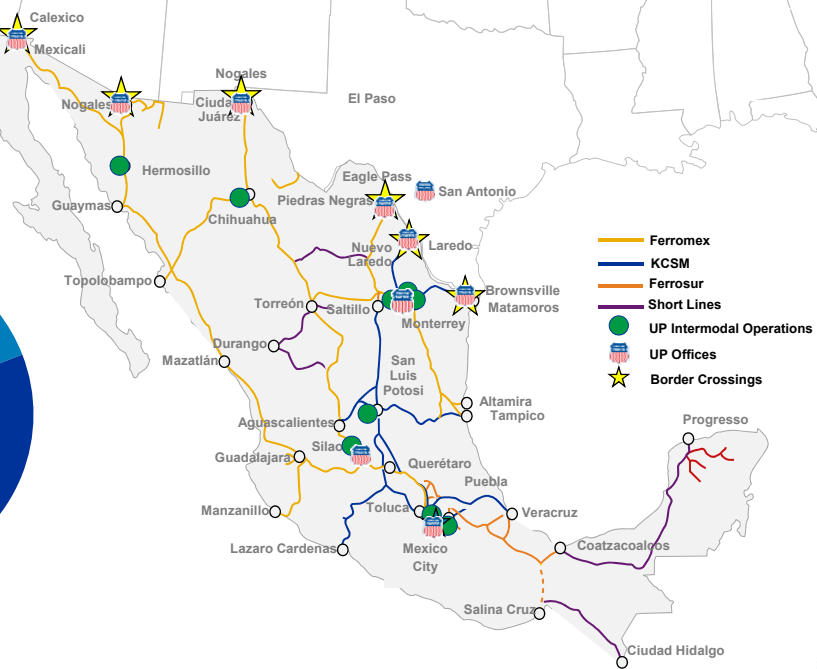 Calexico
Mexicali
Nogales
Nogales
Ciudad
Juárez
El Paso
Hermosillo
Eagle Pass
San Antonio
Guaymas
Piedras Negras
Chihuahua
Nuevo
Laredo
Laredo
Topolobampo
Brownsville
Matamoros
Torreón
Saltillo
Monterrey
Durango
Mazatlán
San
Luis
Potosi
Altamira
Tampico
Aguascalientes
Silao
Guadalajara
Querétaro
Puebla
Manzanillo
Toluca
Veracruz
Lazaro Cardenas
Mexico
City
Coatzacoalcos
Progresso
Salina Cruz
Ciudad Hidalgo
Ferromex
KCSM
Ferrosur
Short Lines
UP Intermodal Operations
UP Offices
Border Crossings